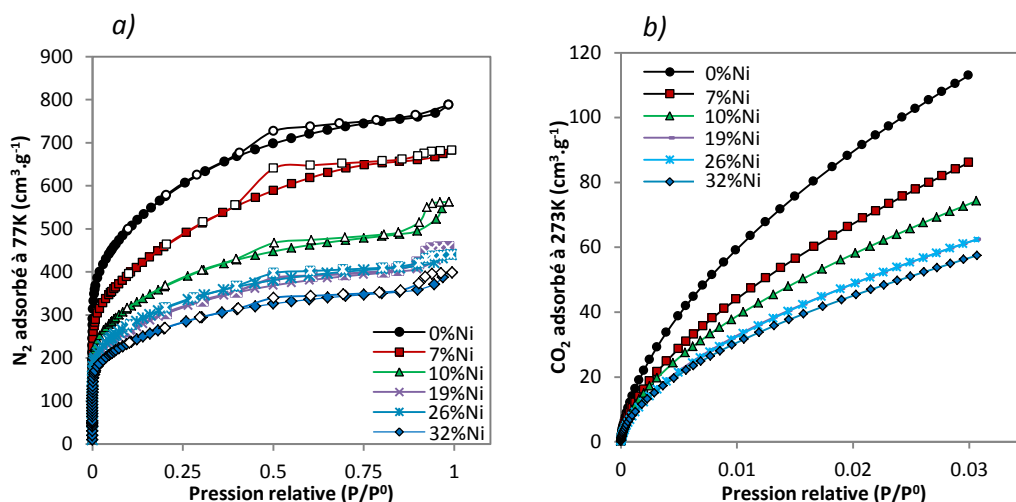 a)
N₂ adsorbé à 77K (cm³.g⁻¹)
900
800
700
600
500
400
300
200
100
0
0%Ni
7%Ni
10%Ni
19%Ni
26%Ni
32%Ni
0 0.25 0.5 0.75 1
Pression relative (P/P⁰)
b)
CO₂ adsorbé à 273K (cm³.g⁻¹)
120
100
80
60
40
20
0
0%Ni
7%Ni
10%Ni
19%Ni
26%Ni
32%Ni
0 0.01 0.02 0.03
Pression relative (P/P⁰)